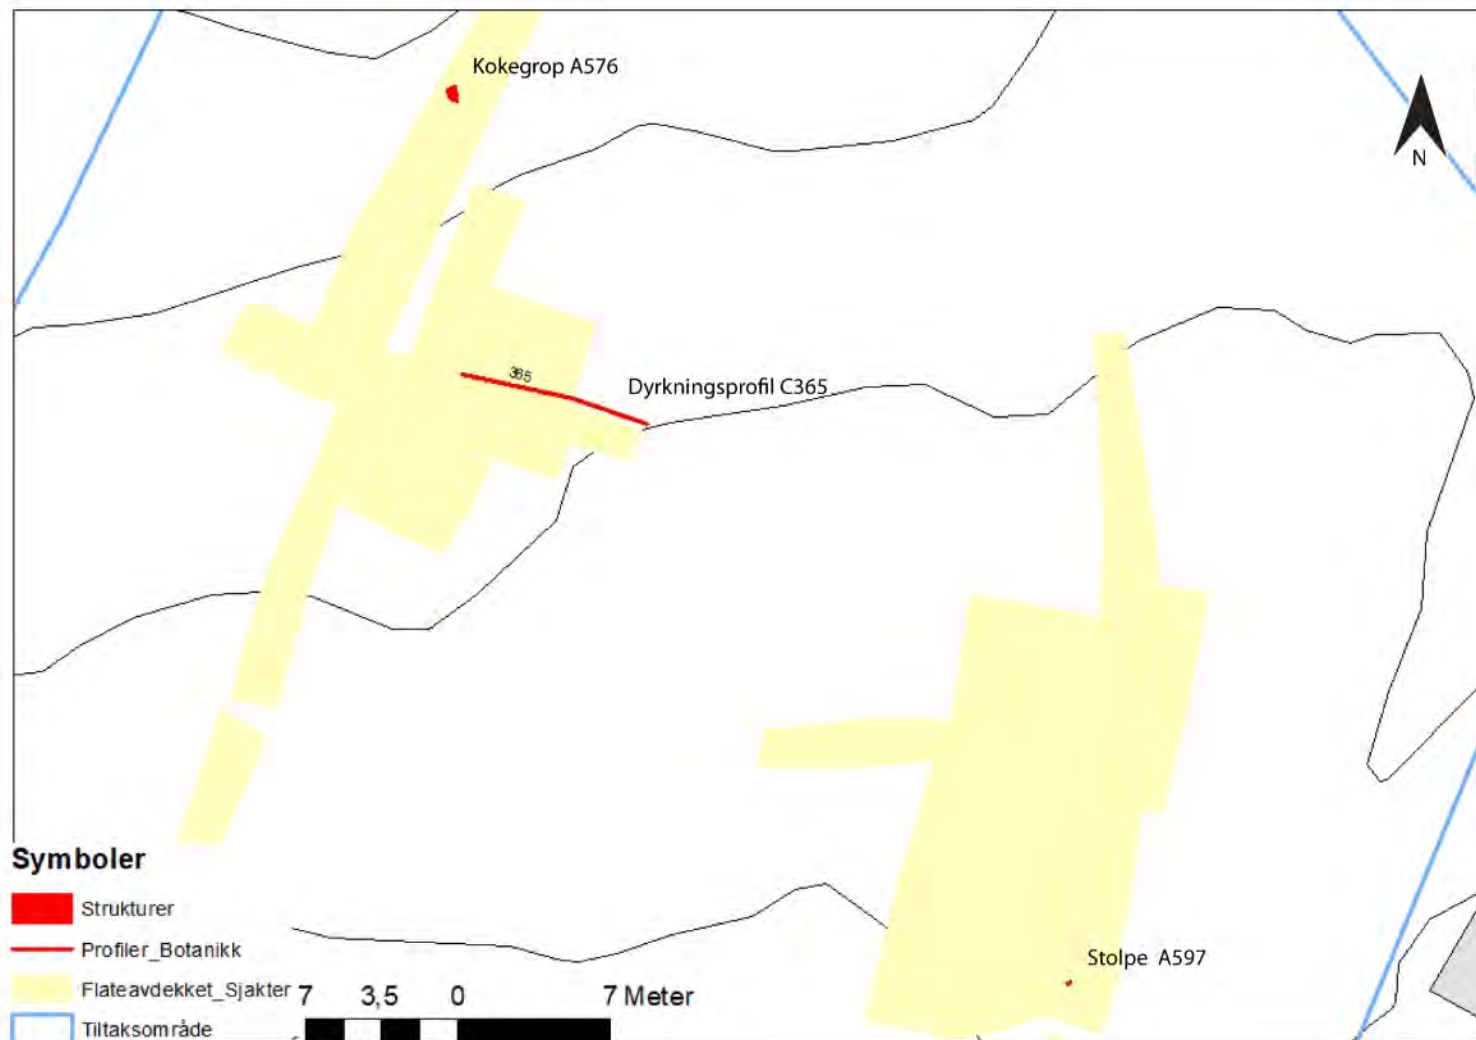 Kokegrop A576
N
365
Dyrkningsprofil C365
Stolpe A597
Symboler
Strukturer
Profiler_Botanikk
Flateavdekket_Sjakter
Tiltaksområde
7 3,5 0 7 Meter